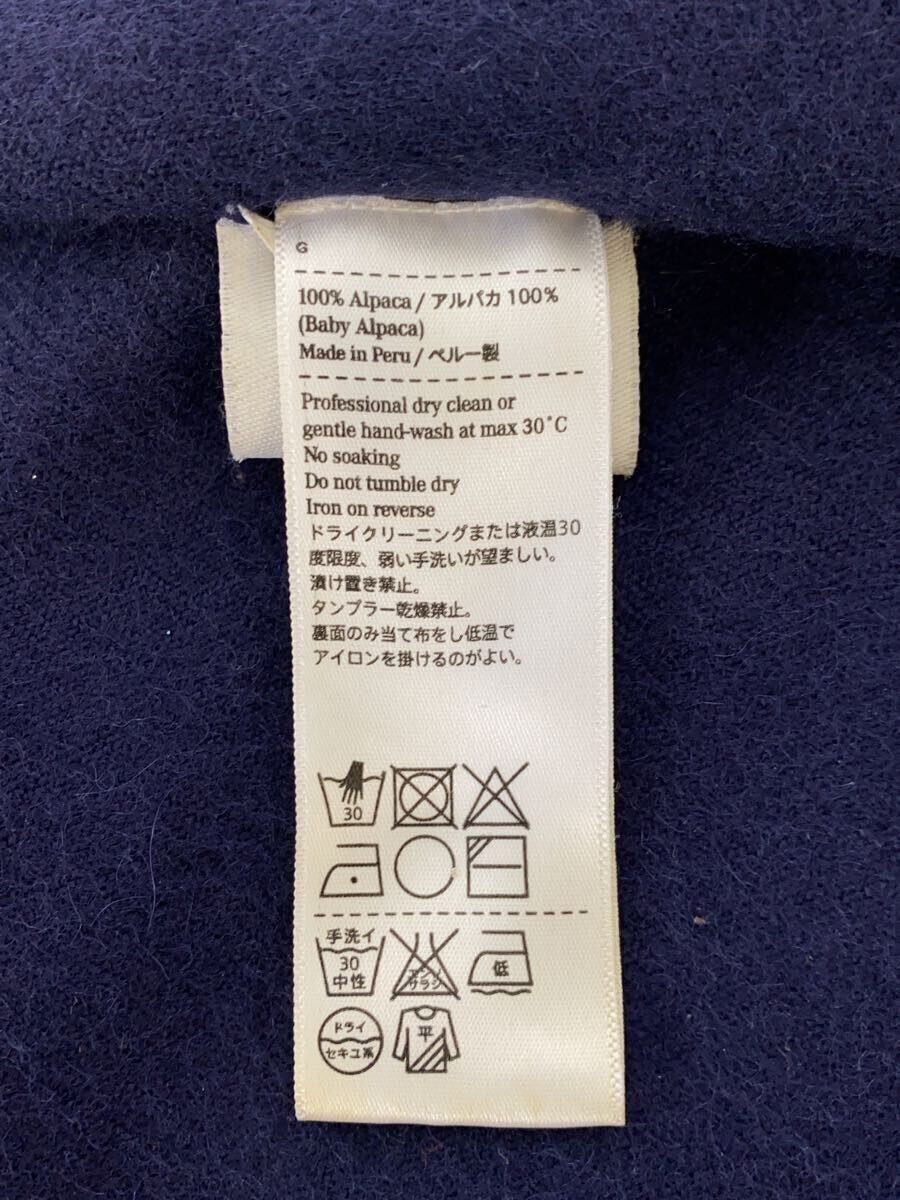 G
100% Alpaca / アルパカ 100%
(Baby Alpaca)
Made in Peru / ペルー製
Professional dry clean or
gentle hand-wash at max 30°C
No soaking
Do not tumble dry
Iron on reverse
ドライクリーニングまたは液温30
度限度、弱い手洗いが望ましい。
漬け置き禁止。
タンブラー乾燥禁止。
裏面のみ当て布をし低温で
アイロンを掛けるのがよい。
30
手洗イ
30
中性
エンソ
サラシ
低
ドライ
セキユ系
平